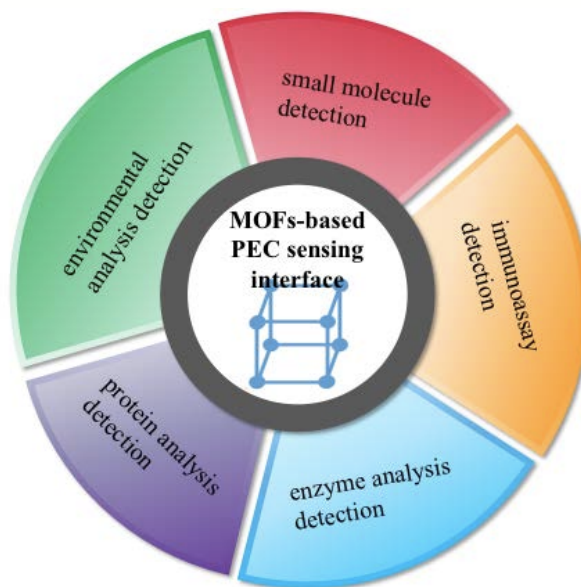 small molecule
detection
immunoassay
detection
enzyme analysis
detection
protein analysis
detection
environmental
analysis detection
MOFs-based
PEC sensing
interface